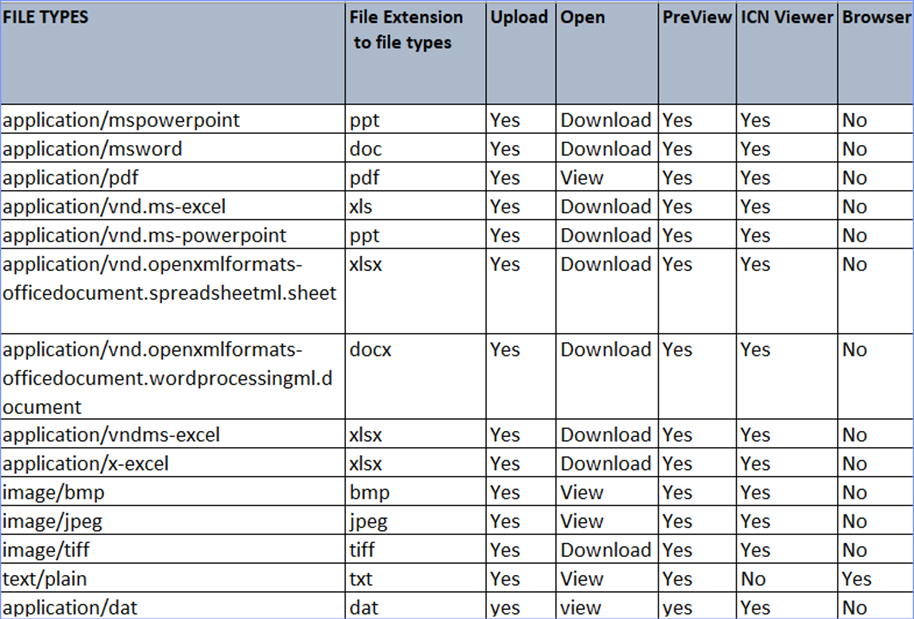 FILE TYPES File Extension Upload Open PreView ICN Viewer Browser
to file types
application/mspowerpoint ppt Yes Download Yes Yes No
application/msword doc Yes Download Yes Yes No
application/pdf pdf Yes View Yes Yes No
application/vnd.ms-excel xls Yes Download Yes Yes No
application/vnd.ms-powerpoint ppt Yes Download Yes Yes No
application/vnd.openxmlformats- xlsx Yes Download Yes Yes No
officedocument.spreadsheetml.sheet
application/vnd.openxmlformats- docx Yes Download Yes Yes No
officedocument.wordprocessingml.d
ocument
application/vndms-excel xlsx Yes Download Yes Yes No
application/x-excel xlsx Yes Download Yes Yes No
image/bmp bmp Yes View Yes Yes No
image/jpeg jpeg Yes View Yes Yes No
image/tiff tiff Yes Download Yes Yes No
text/plain txt Yes View Yes No Yes
application/dat dat yes view yes Yes No